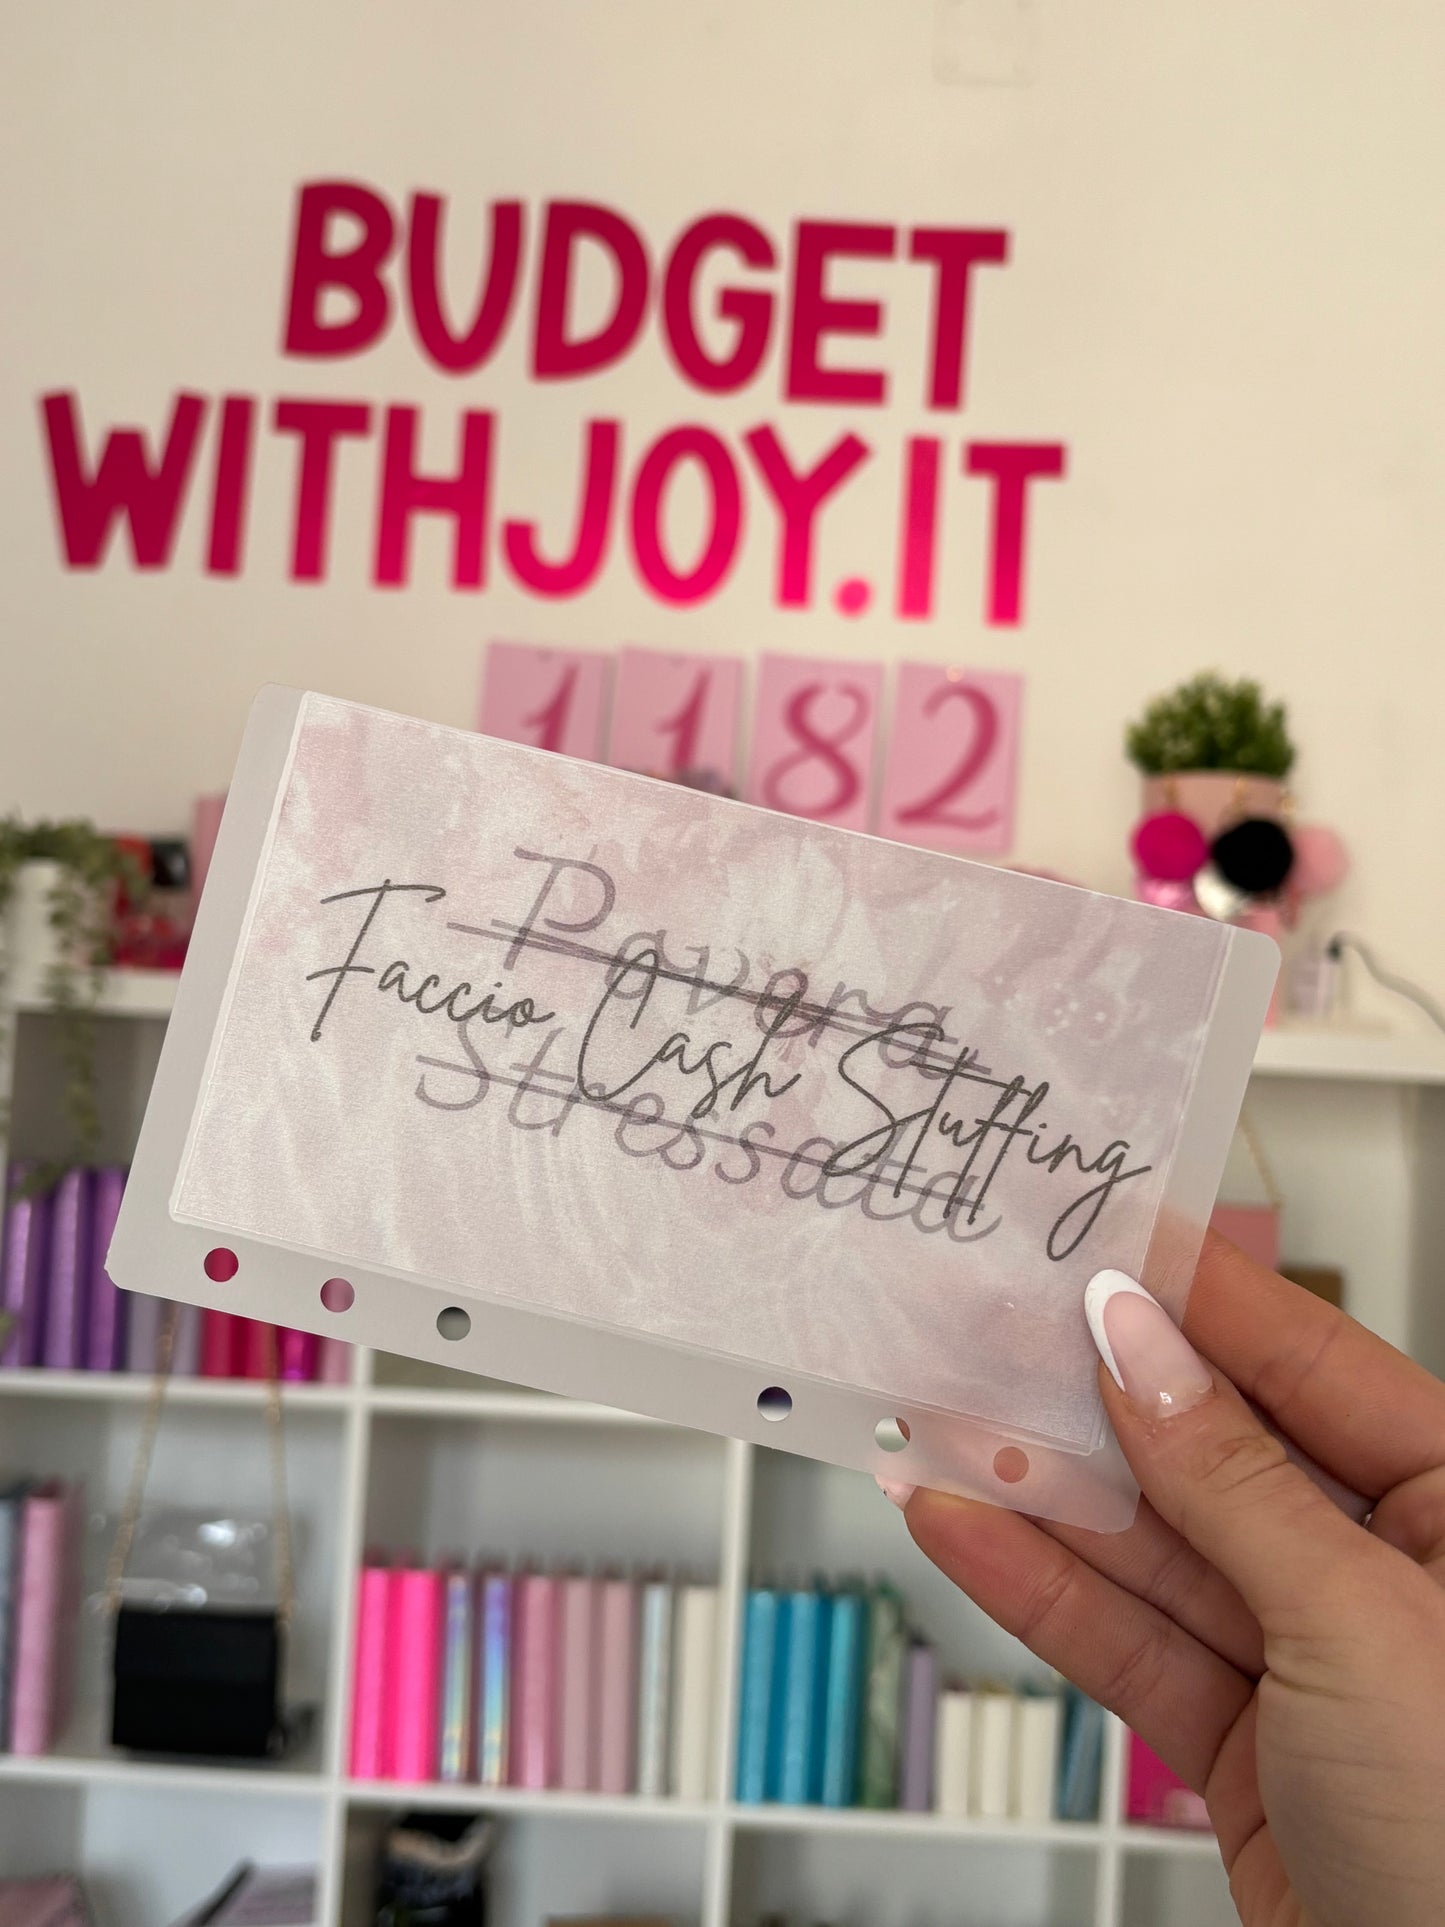 BUDGET
WITHJOY.IT
1182
Povera
Faccio Cash Stuffing
Stressata